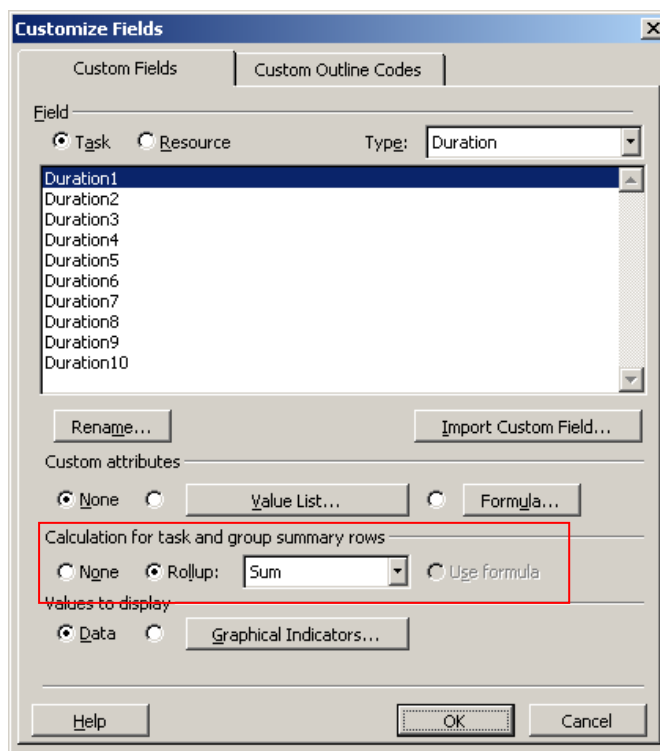 Customize Fields
Custom Fields Custom Outline Codes
Field
Task Resource Type: Duration
Duration1
Duration2
Duration3
Duration4
Duration5
Duration6
Duration7
Duration8
Duration9
Duration10
Rename... Import Custom Field...
Custom attributes
None Value List... Formula...
Calculation for task and group summary rows
None Rollup: Sum Use formula
Values to display
Data Graphical Indicators...
Help OK Cancel